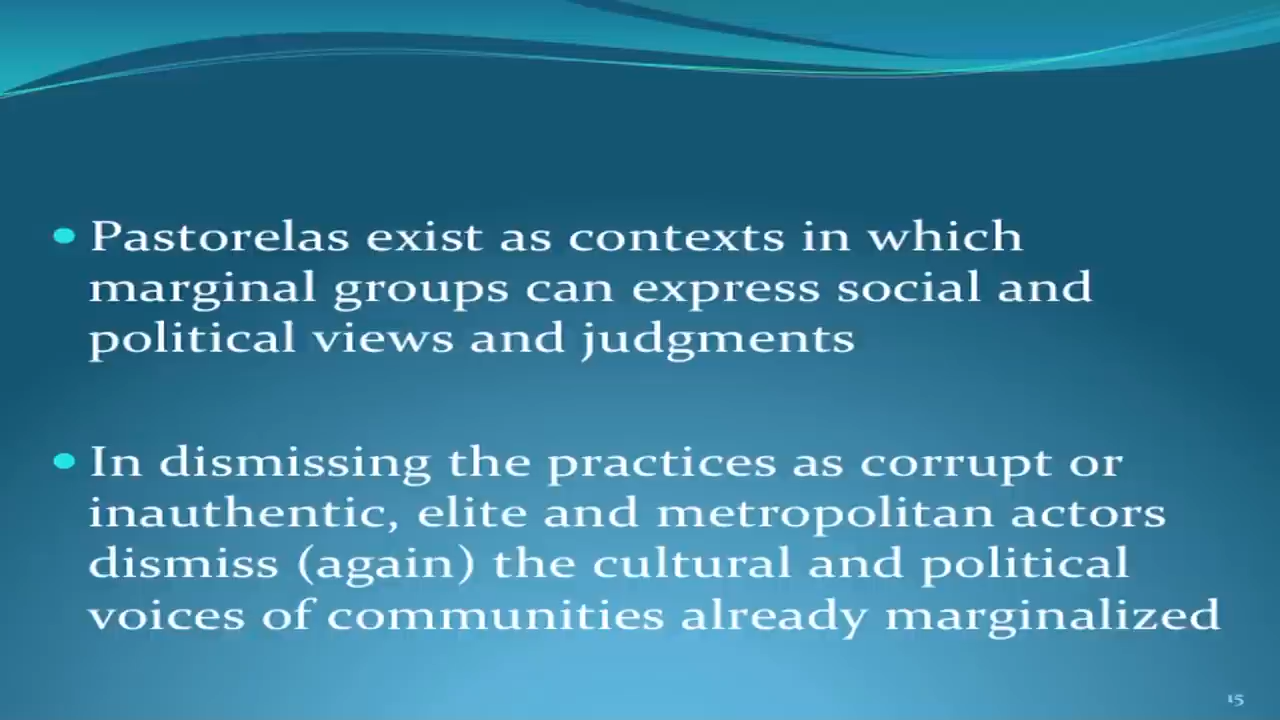 • Pastorelas exist as contexts in which
marginal groups can express social and
political views and judgments
• In dismissing the practices as corrupt or
inauthentic, elite and metropolitan actors
dismiss (again) the cultural and political
voices of communities already marginalized
15